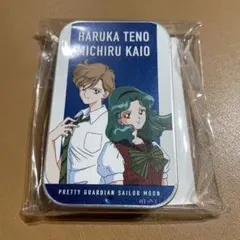 HARUKA TENO
MICHIRU KAIO
PRETTY GUARDIAN SAILOR MOON